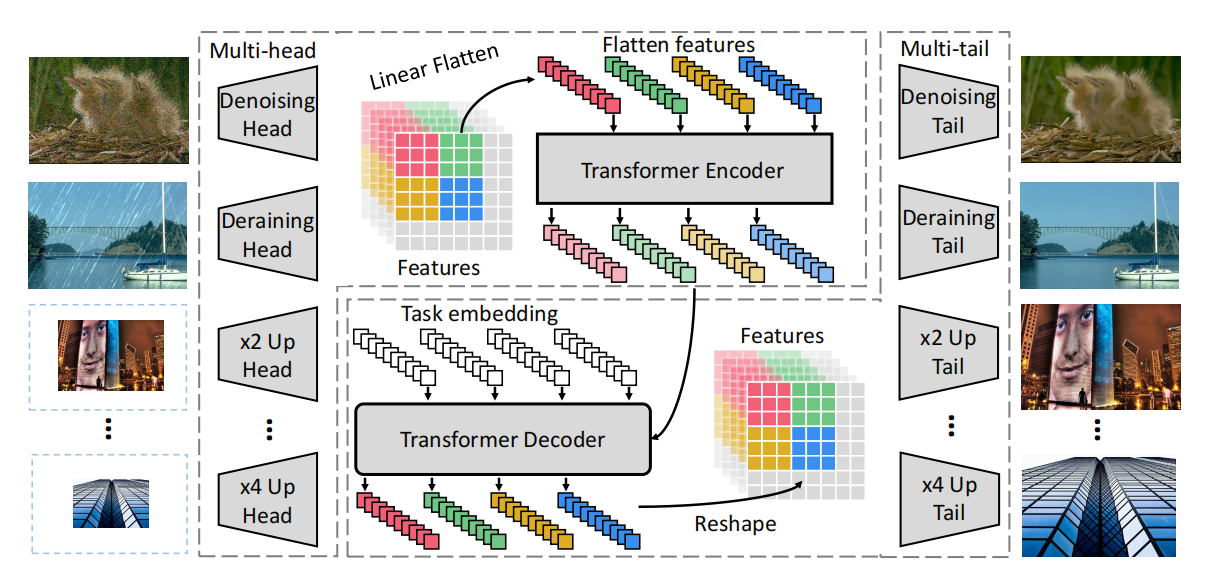 Multi-head
Denoising
Head
Deraining
Head
x2 Up
Head
x4 Up
Head
Linear Flatten
Features
Flatten features
Transformer Encoder
Task embedding
Transformer Decoder
Features
Reshape
Multi-tail
Denoising
Tail
Deraining
Tail
x2 Up
Tail
x4 Up
Tail